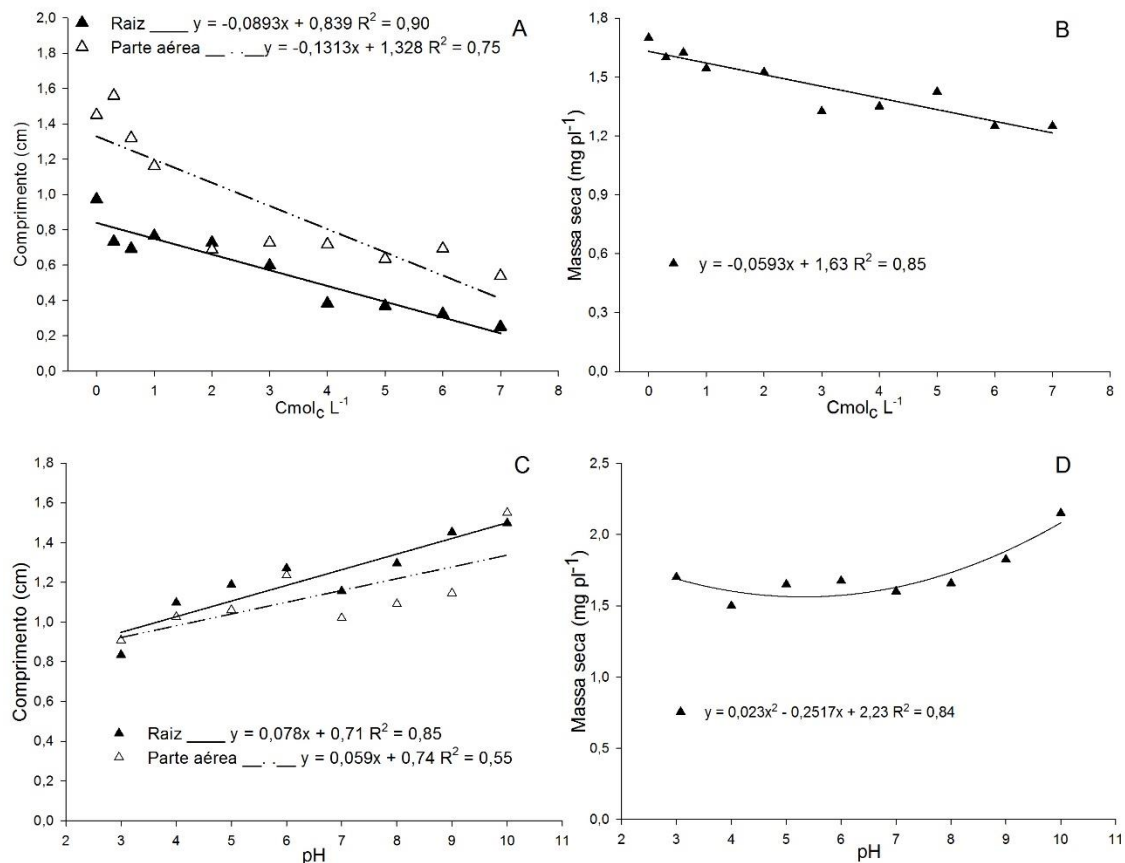 A
Raiz ____ y = -0,0893x + 0,839 R² = 0,90
Parte aérea __ . .__y = -0,1313x + 1,328 R² = 0,75
Comprimento (cm)
2,0
1,8
1,6
1,4
1,2
1,0
0,8
0,6
0,4
0,2
0,0
0 1 2 3 4 5 6 7 8
Cmolc L⁻¹
B
Massa seca (mg pl⁻¹)
1,8
1,5
1,2
,9
,6
,3
0,0
y = -0,0593x + 1,63 R² = 0,85
0 1 2 3 4 5 6 7 8
Cmolc L⁻¹
C
Comprimento (cm)
1,8
1,6
1,4
1,2
1,0
0,8
0,6
0,4
0,2
0,0
Raiz ____ y = 0,078x + 0,71 R² = 0,85
Parte aérea __ . .__ y = 0,059x + 0,74 R² = 0,55
2 3 4 5 6 7 8 9 10 11
pH
D
Massa seca (mg pl⁻¹)
2,5
2,0
1,5
1,0
,5
0,0
y = 0,023x² - 0,2517x + 2,23 R² = 0,84
2 3 4 5 6 7 8 9 10 11
pH